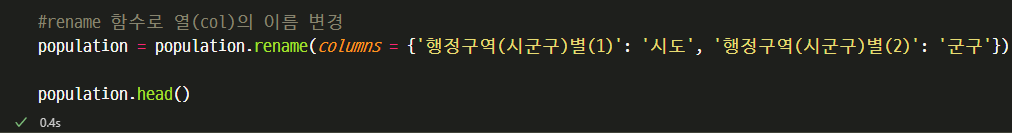 #rename 함수로 열(col)의 이름 변경
population = population.rename(columns = {'행정구역(시군구)별(1)': '시도', '행정구역(시군구)별(2)': '군구'})
population.head()
0.4s